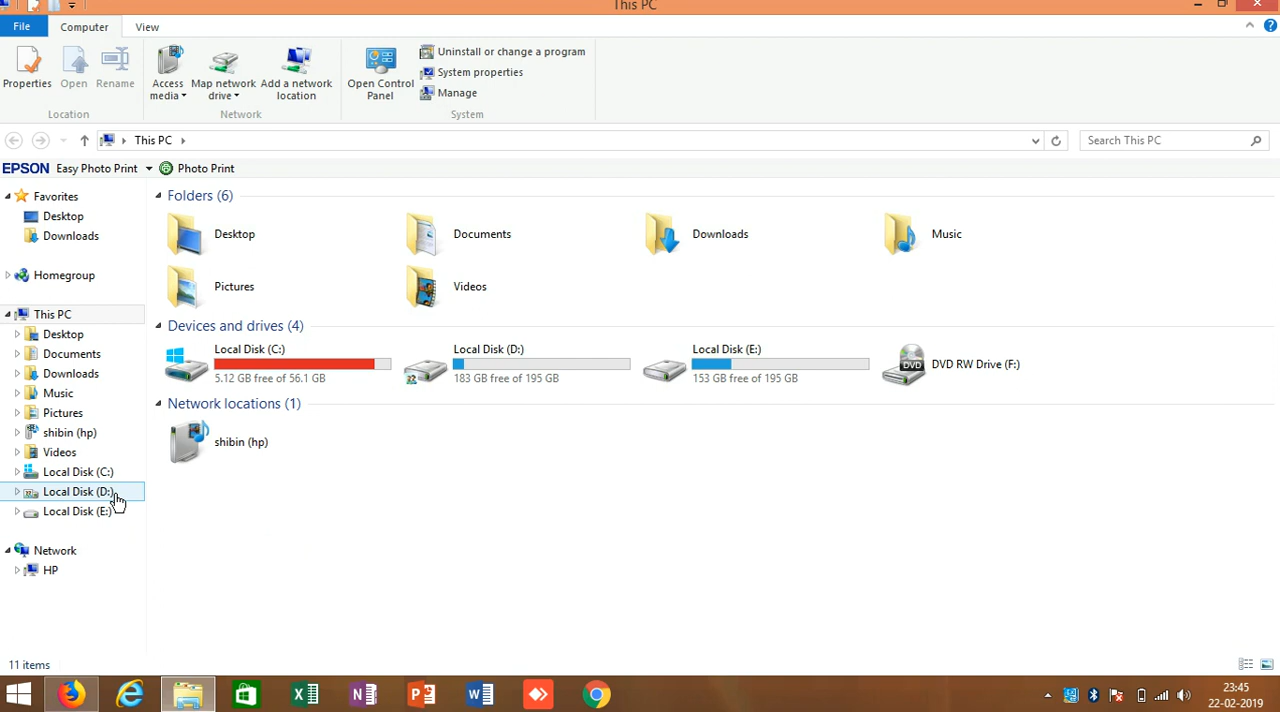 This PC
File Computer View
Properties Open Rename Access media Map network drive Add a network location Open Control Panel Uninstall or change a program
System properties
Manage
Location Network System
This PC Search This PC
EPSON Easy Photo Print Photo Print
Favorites
Desktop
Downloads
Homegroup
This PC
Desktop
Documents
Downloads
Music
Pictures
shibin (hp)
Videos
Local Disk (C:)
Local Disk (D:)
Local Disk (E:)
Network
HP
Folders (6)
Desktop Documents Downloads Music
Pictures Videos
Devices and drives (4)
Local Disk (C:) Local Disk (D:) Local Disk (E:) DVD RW Drive (F:)
5.12 GB free of 56.1 GB 183 GB free of 195 GB 153 GB free of 195 GB
DVD
Network locations (1)
shibin (hp)
11 items
23:45
22-02-2019